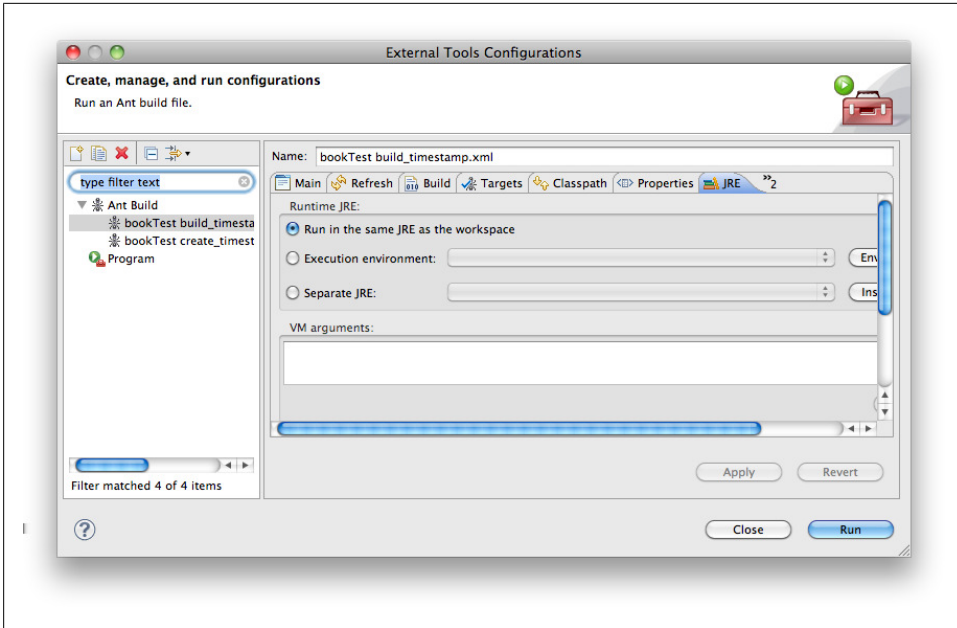 External Tools Configurations
Create, manage, and run configurations
Run an Ant build file.
type filter text
Ant Build
bookTest build_timesta
bookTest create_timest
Program
Filter matched 4 of 4 items
Name: bookTest build_timestamp.xml
Main Refresh Build Targets Classpath Properties JRE »2
Runtime JRE:
Run in the same JRE as the workspace
Execution environment: Env
Separate JRE: Ins
VM arguments:
Apply Revert
? Close Run